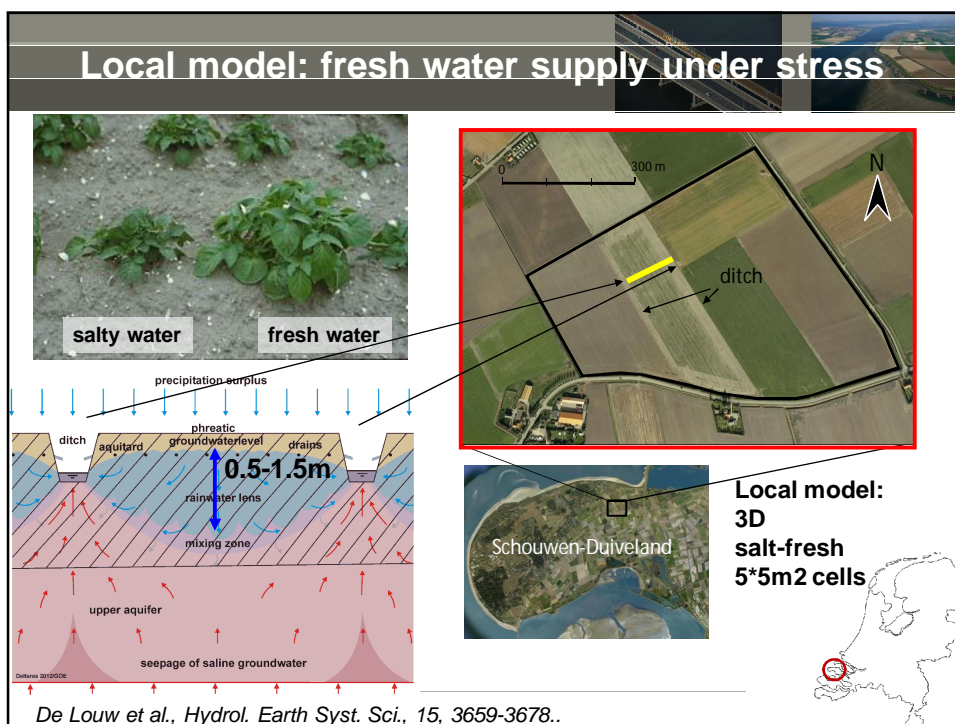 Local model: fresh water supply under stress
salty water
fresh water
0
300 m
N
ditch
precipitation surplus
phreatic
groundwaterlevel
ditch
aquitard
drains
0.5-1.5m
rainwater lens
mixing zone
upper aquifer
seepage of saline groundwater
Deltares 2012/GDE
Schouwen-Duiveland
Local model:
3D
salt-fresh
5*5m2 cells
De Louw et al., Hydrol. Earth Syst. Sci., 15, 3659-3678..